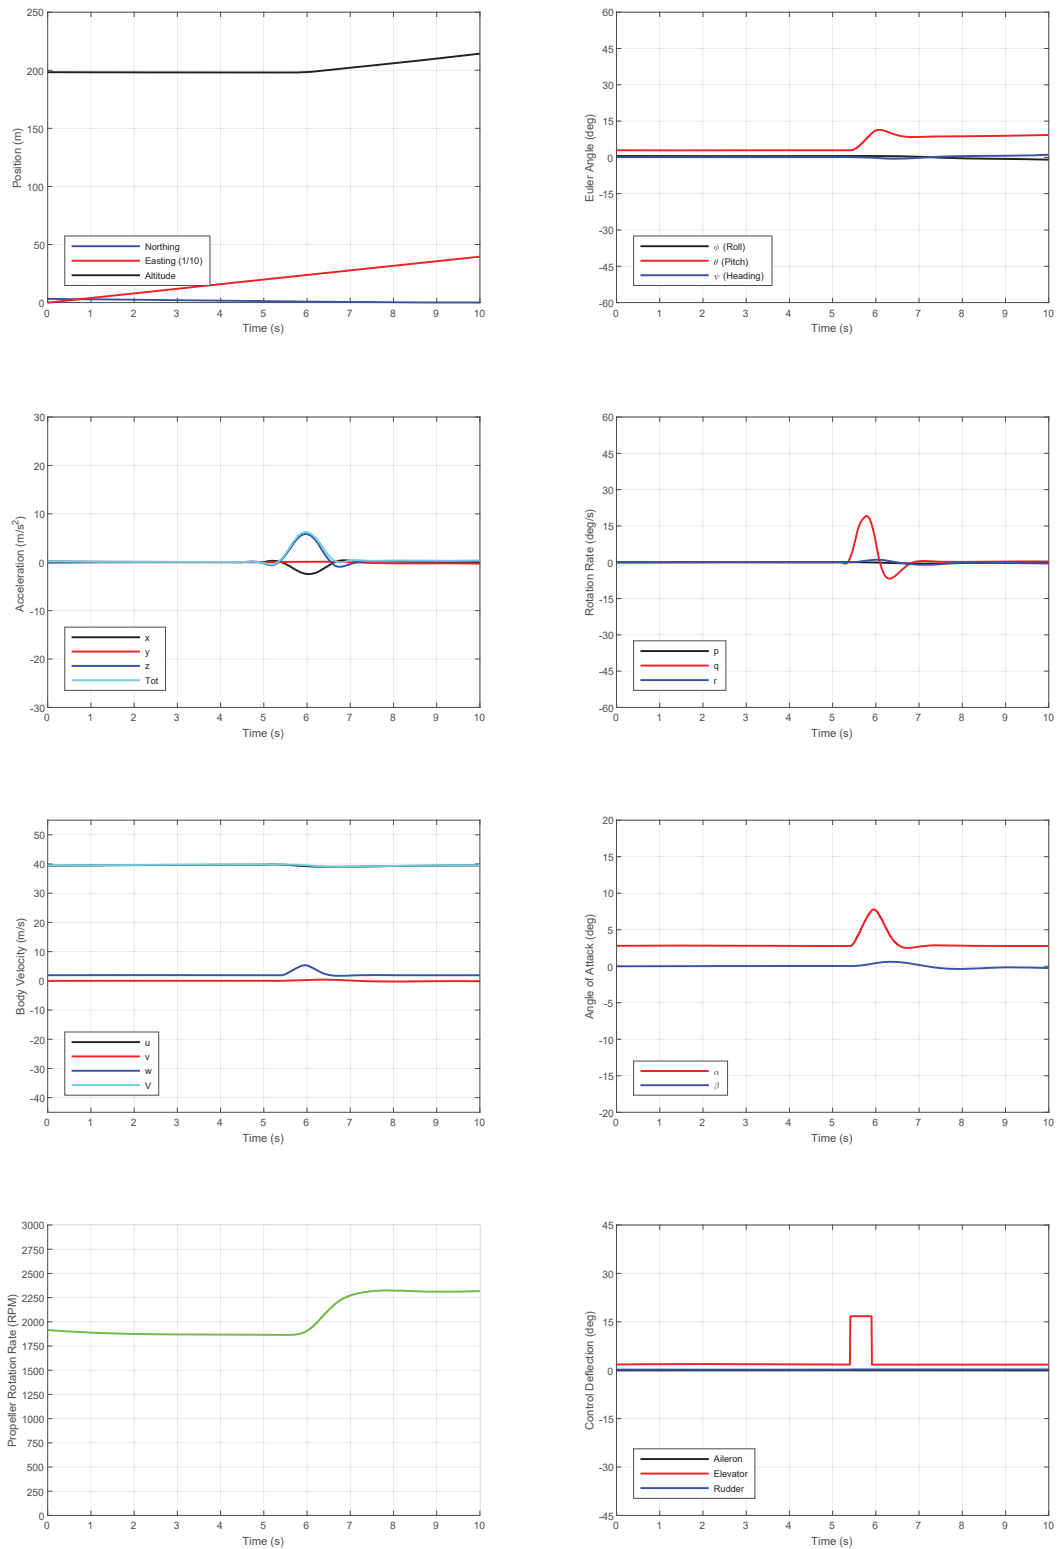 250
200
150
100
50
0
Position (m)
Northing
Easting (1/10)
Altitude
0 1 2 3 4 5 6 7 8 9 10
Time (s)
60
45
30
15
0
-15
-30
-45
-60
Euler Angle (deg)
ϕ (Roll)
θ (Pitch)
ψ (Heading)
0 1 2 3 4 5 6 7 8 9 10
Time (s)
30
20
10
0
-10
-20
-30
Acceleration (m/s²)
x
y
z
Tot
0 1 2 3 4 5 6 7 8 9 10
Time (s)
60
45
30
15
0
-15
-30
-45
-60
Rotation Rate (deg/s)
p
q
r
0 1 2 3 4 5 6 7 8 9 10
Time (s)
50
40
30
20
10
0
-10
-20
-30
-40
Body Velocity (m/s)
u
v
w
V
0 1 2 3 4 5 6 7 8 9 10
Time (s)
20
15
10
5
0
-5
-10
-15
-20
Angle of Attack (deg)
α
β
0 1 2 3 4 5 6 7 8 9 10
Time (s)
3000
2750
2500
2250
2000
1750
1500
1250
1000
750
500
250
0
Propeller Rotation Rate (RPM)
0 1 2 3 4 5 6 7 8 9 10
Time (s)
45
30
15
0
-15
-30
-45
Control Deflection (deg)
Aileron
Elevator
Rudder
0 1 2 3 4 5 6 7 8 9 10
Time (s)